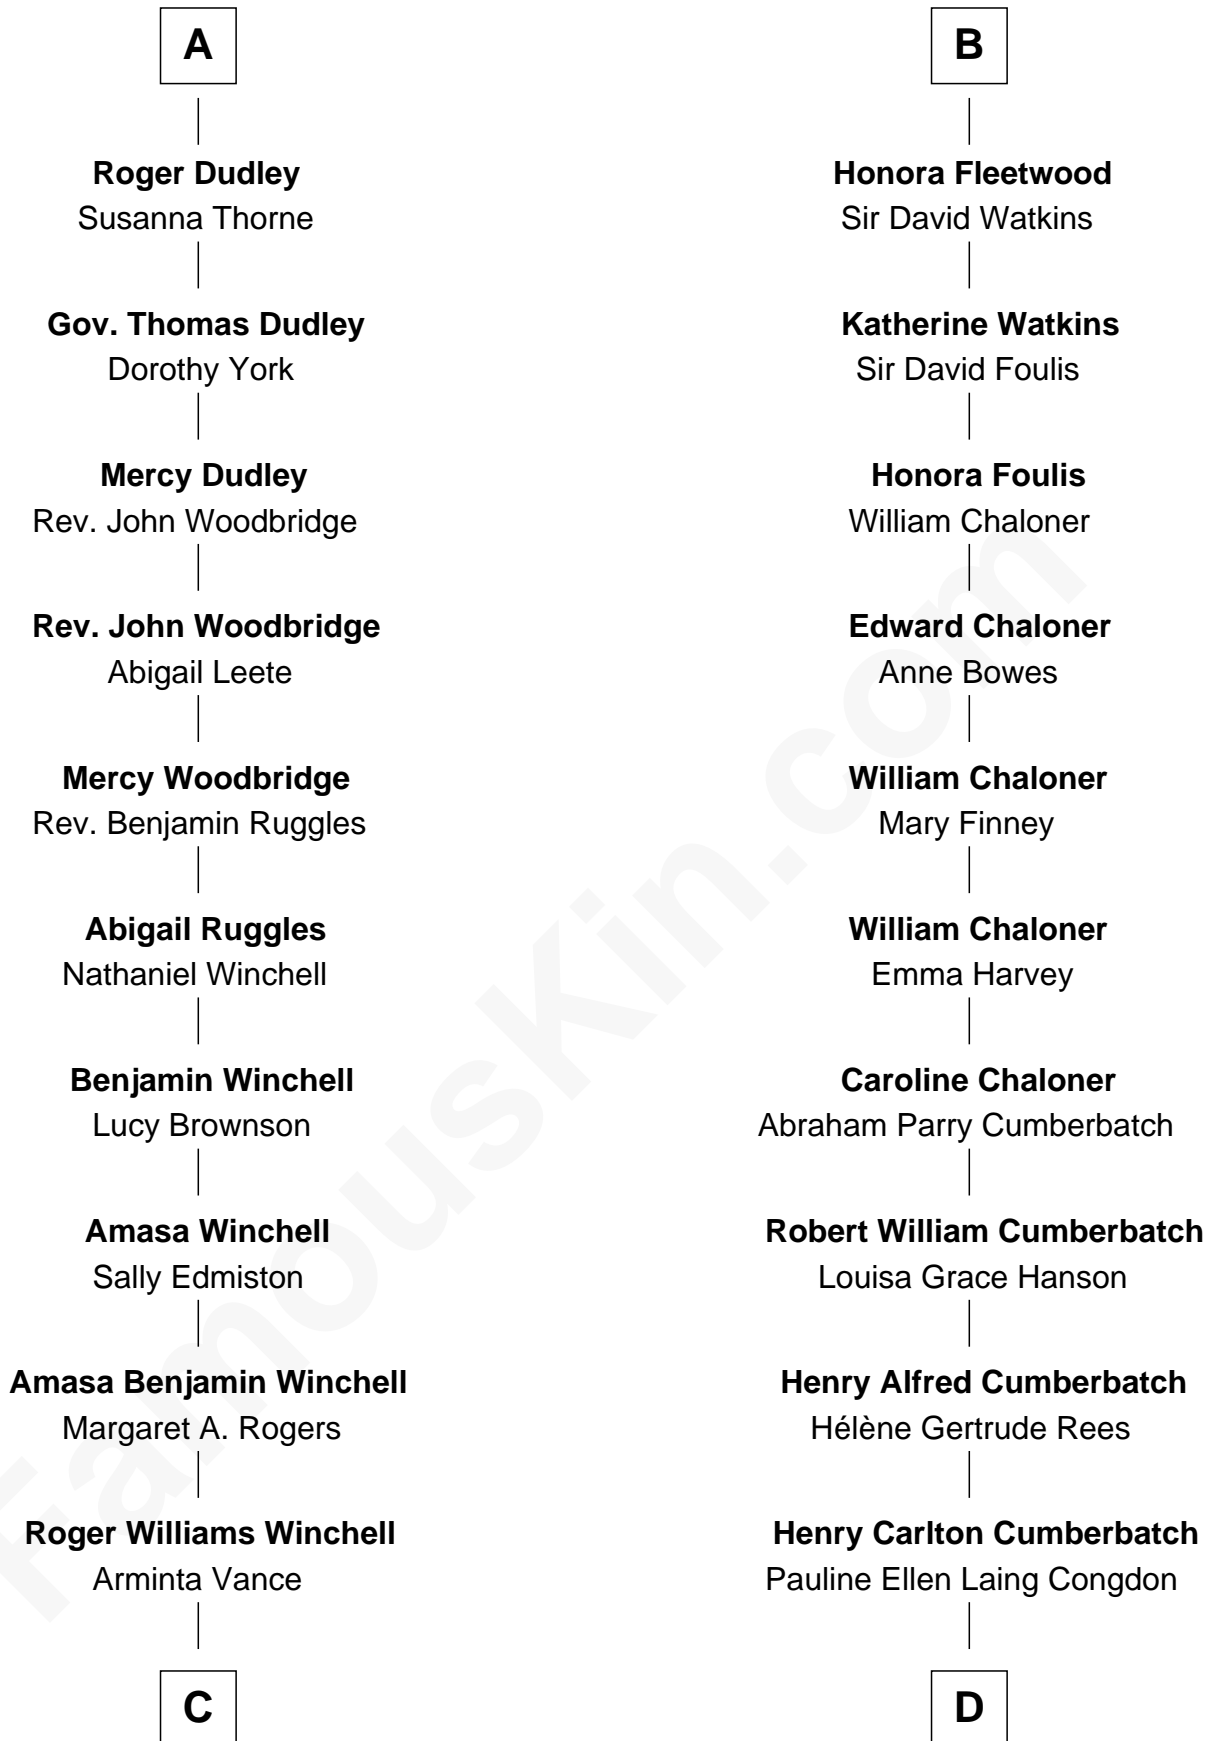 A
Roger Dudley
Susanna Thorne
Gov. Thomas Dudley
Dorothy York
Mercy Dudley
Rev. John Woodbridge
Rev. John Woodbridge
Abigail Leete
Mercy Woodbridge
Rev. Benjamin Ruggles
Abigail Ruggles
Nathaniel Winchell
Benjamin Winchell
Lucy Brownson
Amasa Winchell
Sally Edmiston
Amasa Benjamin Winchell
Margaret A. Rogers
Roger Williams Winchell
Arminta Vance
C
B
Honora Fleetwood
Sir David Watkins
Katherine Watkins
Sir David Foulis
Honora Foulis
William Chaloner
Edward Chaloner
Anne Bowes
William Chaloner
Mary Finney
William Chaloner
Emma Harvey
Caroline Chaloner
Abraham Parry Cumberbatch
Robert William Cumberbatch
Louisa Grace Hanson
Henry Alfred Cumberbatch
Hélène Gertrude Rees
Henry Carlton Cumberbatch
Pauline Ellen Laing Congdon
D
FamousKin.com